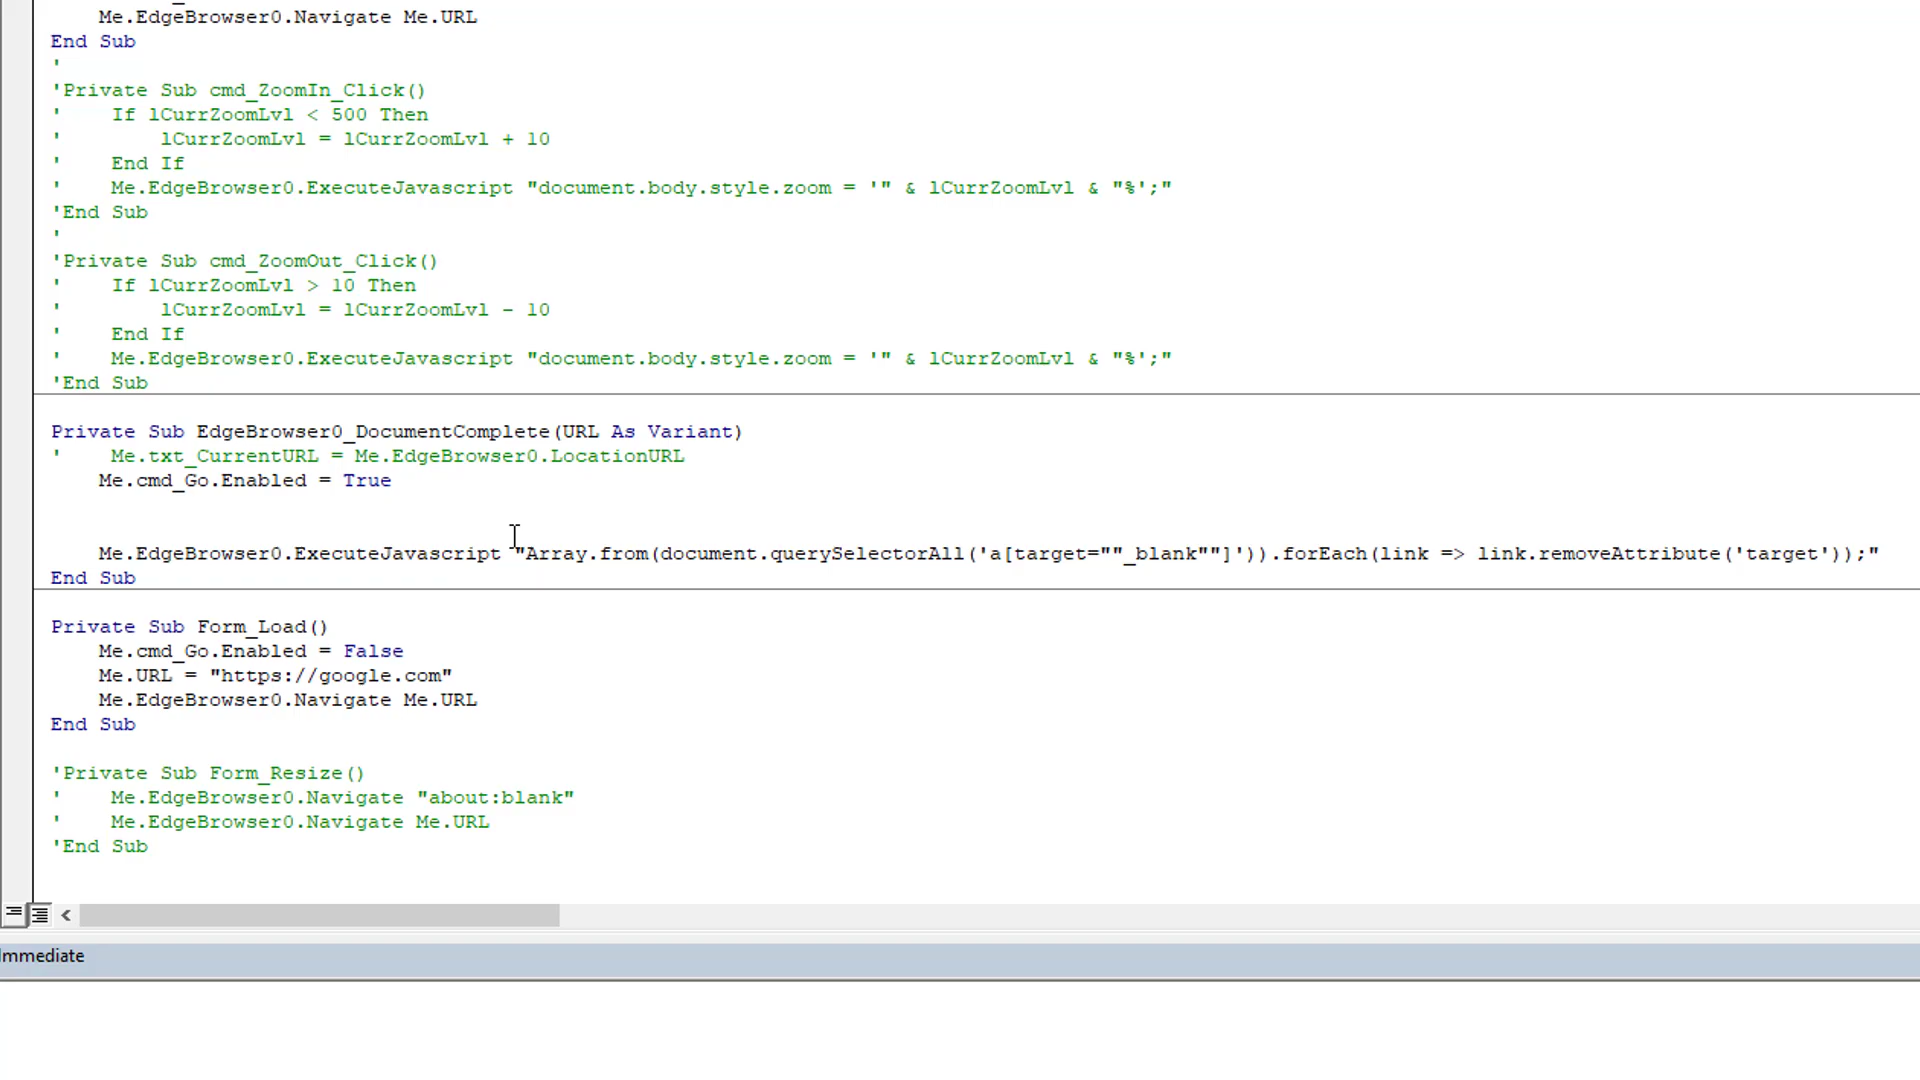 Me.EdgeBrowser0.Navigate Me.URL
End Sub
'
'Private Sub cmd_ZoomIn_Click()
'    If lCurrZoomLvl < 500 Then
'        lCurrZoomLvl = lCurrZoomLvl + 10
'    End If
'    Me.EdgeBrowser0.ExecuteJavascript "document.body.style.zoom = '" & lCurrZoomLvl & "%';"
'End Sub
'
'Private Sub cmd_ZoomOut_Click()
'    If lCurrZoomLvl > 10 Then
'        lCurrZoomLvl = lCurrZoomLvl - 10
'    End If
'    Me.EdgeBrowser0.ExecuteJavascript "document.body.style.zoom = '" & lCurrZoomLvl & "%';"
'End Sub
Private Sub EdgeBrowser0_DocumentComplete(URL As Variant)
'    Me.txt_CurrentURL = Me.EdgeBrowser0.LocationURL
Me.cmd_Go.Enabled = True
Me.EdgeBrowser0.ExecuteJavascript "Array.from(document.querySelectorAll('a[target=""_blank""]')).forEach(link => link.removeAttribute('target'));"
End Sub
Private Sub Form_Load()
Me.cmd_Go.Enabled = False
Me.URL = "https://google.com"
Me.EdgeBrowser0.Navigate Me.URL
End Sub
'Private Sub Form_Resize()
'    Me.EdgeBrowser0.Navigate "about:blank"
'    Me.EdgeBrowser0.Navigate Me.URL
'End Sub
Immediate